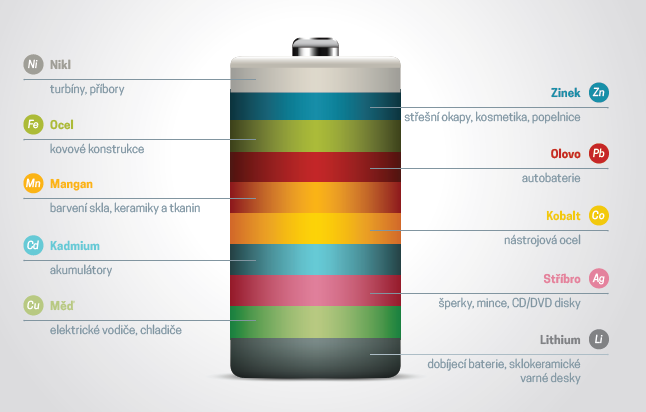 Ni Nikl
turbíny, příbory
Fe Ocel
kovové konstrukce
Mn Mangan
barvení skla, keramiky a tkanin
Cd Kadmium
akumulátory
Cu Měď
elektrické vodiče, chladiče
Zinek Zn
střešní okapy, kosmetika, popelnice
Olovo Pb
autobaterie
Kobalt Co
nástrojová ocel
Stříbro Ag
šperky, mince, CD/DVD disky
Lithium Li
dobíjecí baterie, sklokeramické
varné desky